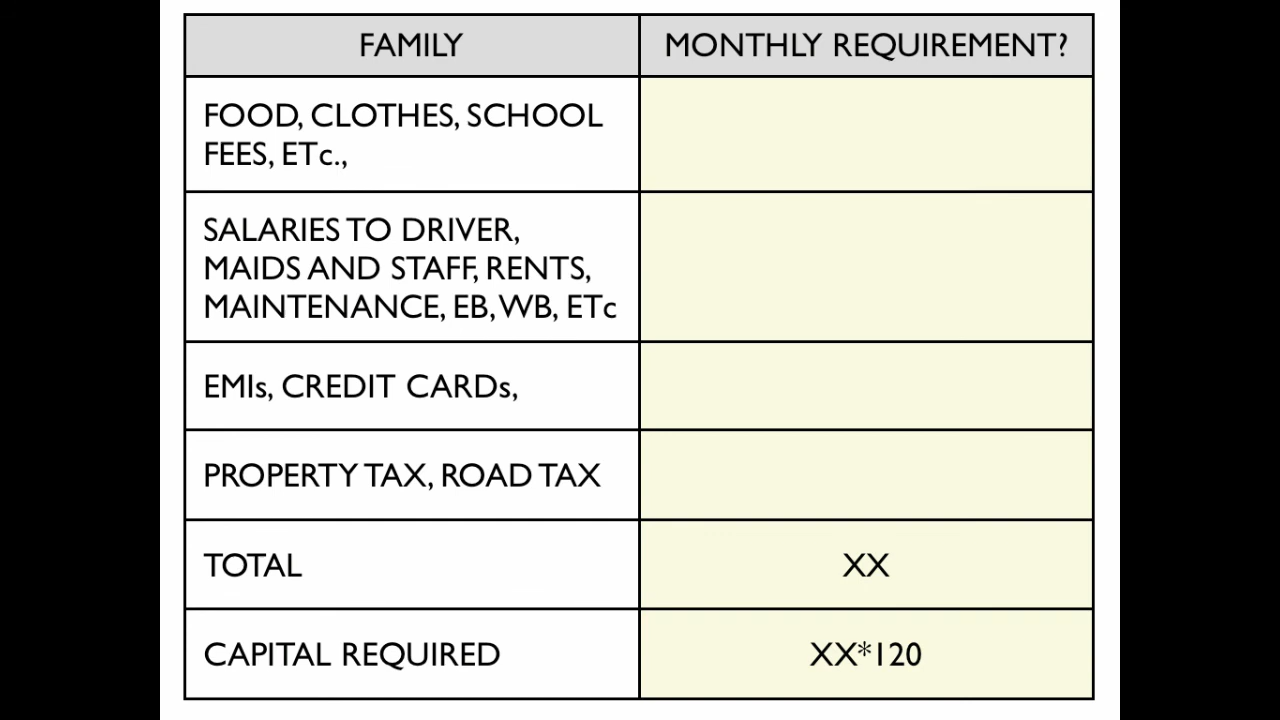 FAMILY
MONTHLY REQUIREMENT?
FOOD, CLOTHES, SCHOOL
FEES, ETc.,
SALARIES TO DRIVER,
MAIDS AND STAFF, RENTS,
MAINTENANCE, EB, WB, ETc
EMIs, CREDIT CARDs,
PROPERTY TAX, ROAD TAX
TOTAL
XX
CAPITAL REQUIRED
XX*120